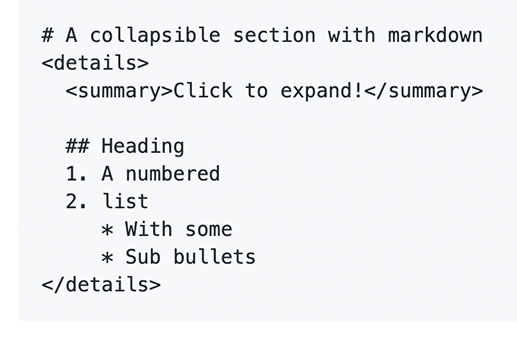 # A collapsible section with markdown
<details>
  <summary>Click to expand!</summary>

  ## Heading
  1. A numbered
  2. list
     * With some
     * Sub bullets
</details>